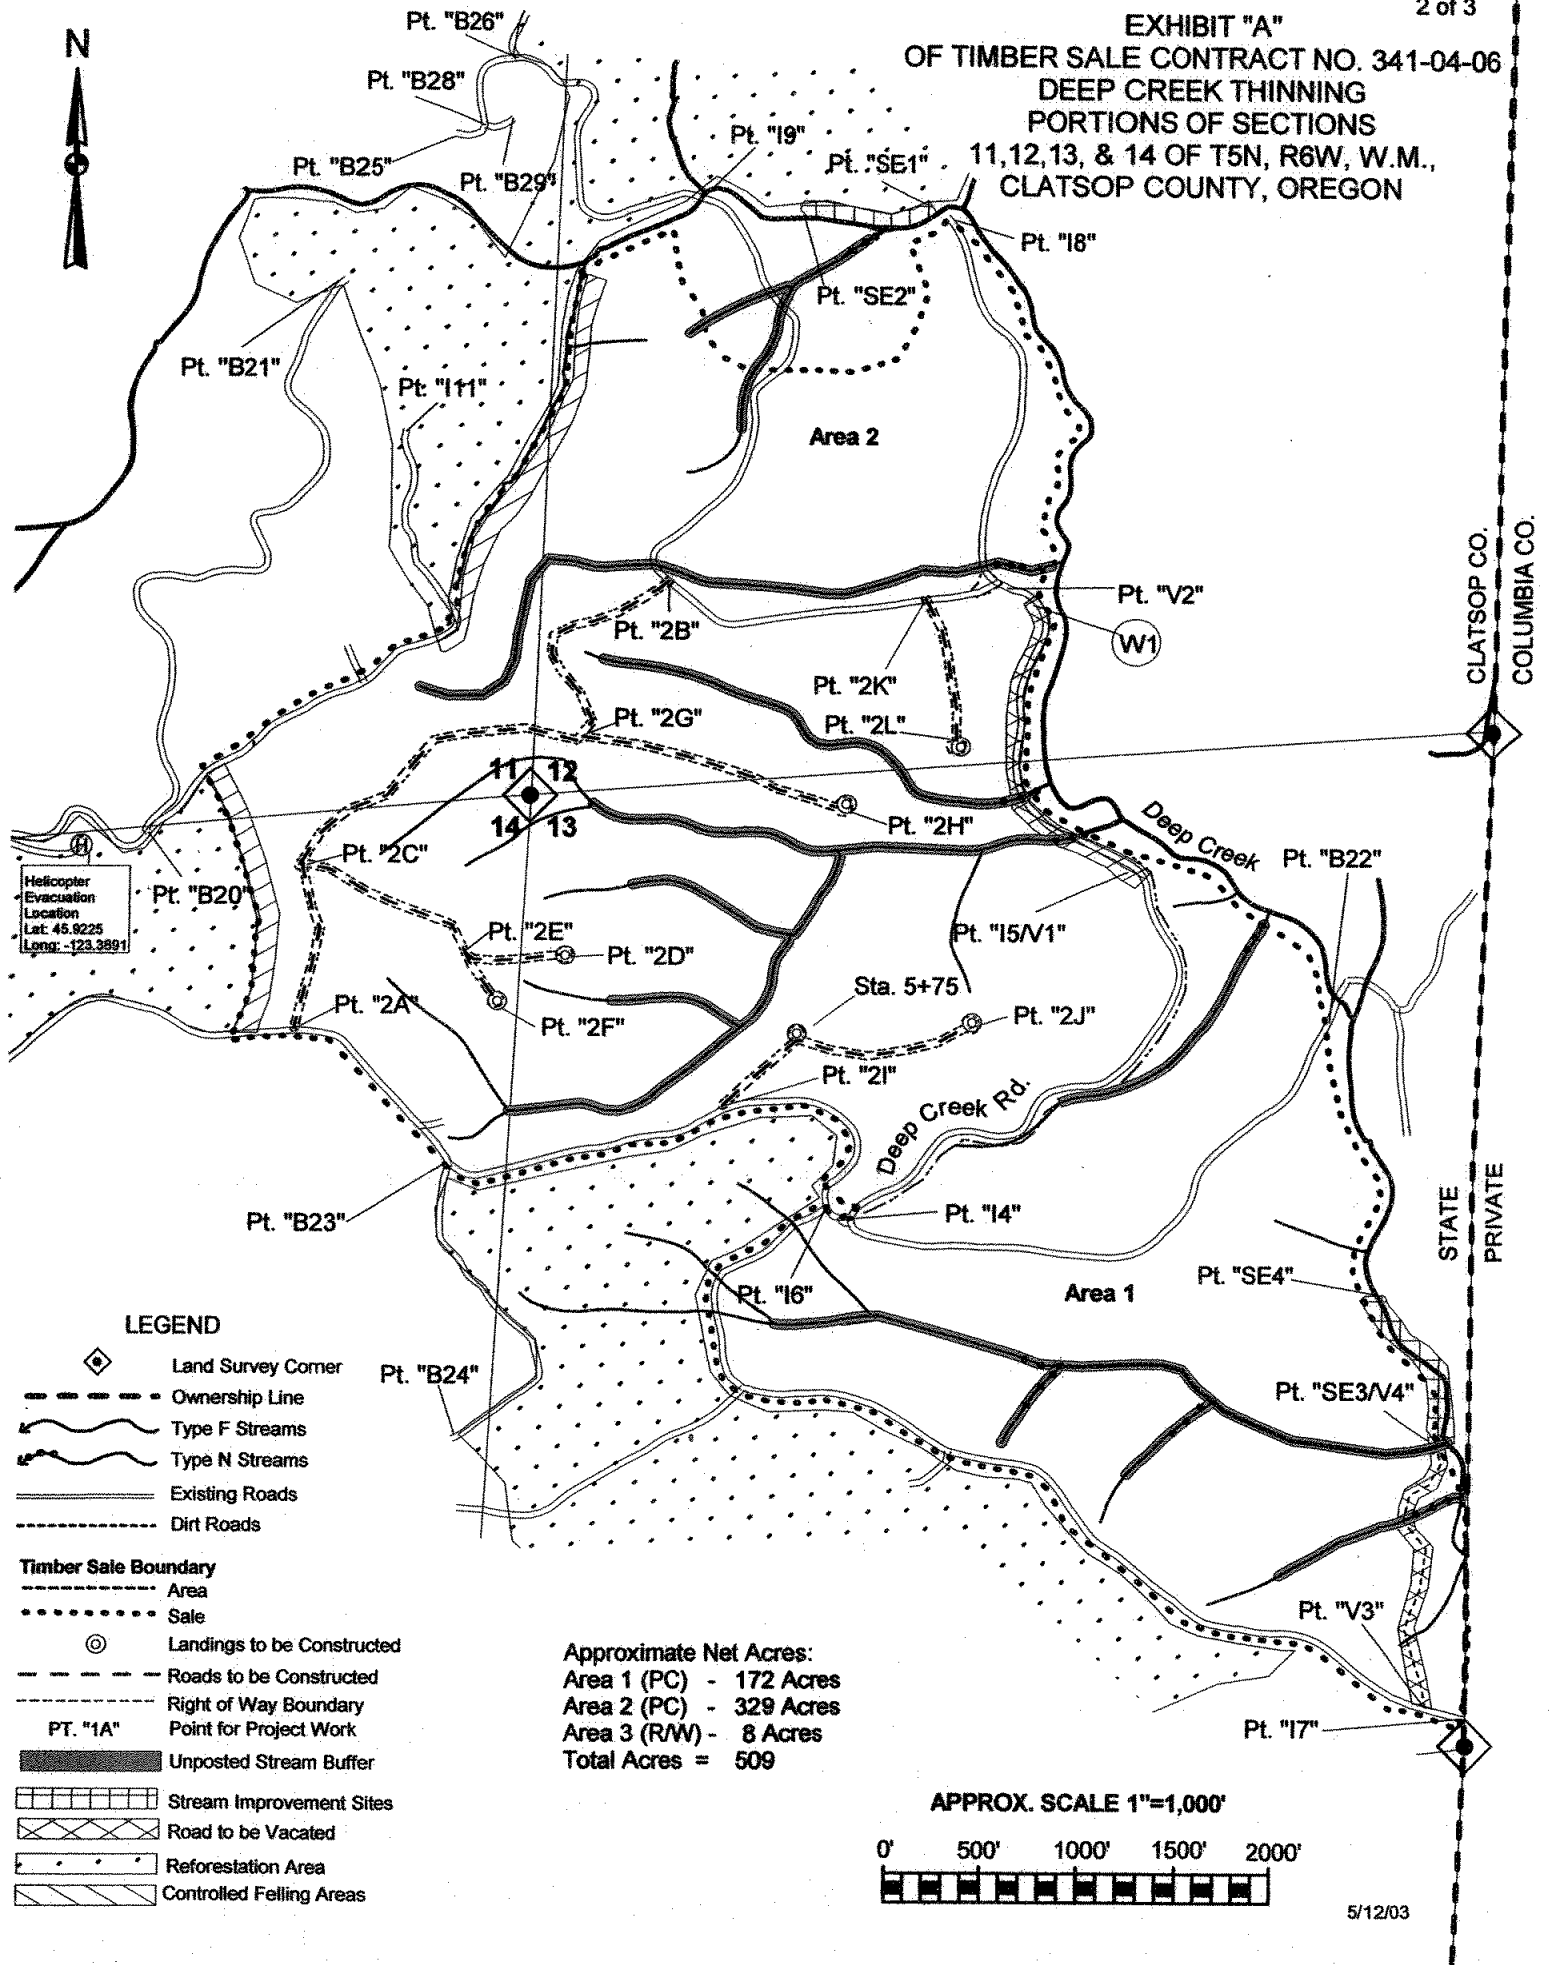 2 of 3
EXHIBIT "A"
OF TIMBER SALE CONTRACT NO. 341-04-06
DEEP CREEK THINNING
PORTIONS OF SECTIONS
11,12,13, & 14 OF T5N, R6W, W.M.,
CLATSOP COUNTY, OREGON
N
Pt. "B26"
Pt. "B28"
Pt. "B25"
Pt. "B29"
Pt. "I9"
Pt. "SE1"
Pt. "I8"
Pt. "SE2"
Pt. "B21"
Pt. "I11"
Area 2
CLATSOP CO.
COLUMBIA CO.
Pt. "V2"
W1
Pt. "2B"
Pt. "2K"
Pt. "2G"
Pt. "2L"
11 12
14 13
Pt. "2H"
Deep Creek
Pt. "2C"
Pt. "B22"
H
Helicopter
Evacuation
Location
Lat: 45.9225
Long: -123.3891
Pt. "B20"
Pt. "2E"
Pt. "2D"
Pt. "I5/V1"
Sta. 5+75
Pt. "2A"
Pt. "2F"
Pt. "2J"
Pt. "2I"
Deep Creek Rd.
Pt. "B23"
Pt. "I4"
STATE
PRIVATE
Pt. "I6"
Area 1
Pt. "SE4"
Pt. "B24"
Pt. "SE3/V4"
Pt. "V3"
Pt. "I7"
LEGEND
Land Survey Corner
Ownership Line
Type F Streams
Type N Streams
Existing Roads
Dirt Roads
Timber Sale Boundary
Area
Sale
Landings to be Constructed
Roads to be Constructed
Right of Way Boundary
PT. "1A" Point for Project Work
Unposted Stream Buffer
Stream Improvement Sites
Road to be Vacated
Reforestation Area
Controlled Felling Areas
Approximate Net Acres:
Area 1 (PC) - 172 Acres
Area 2 (PC) - 329 Acres
Area 3 (R/W) - 8 Acres
Total Acres = 509
APPROX. SCALE 1"=1,000'
0' 500' 1000' 1500' 2000'
5/12/03